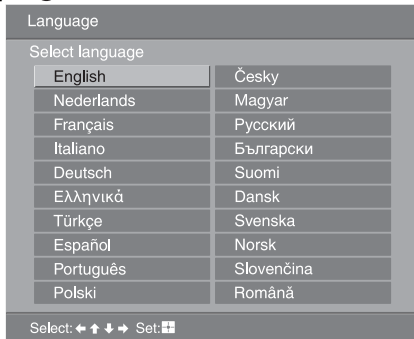 Language
Select language
English
Nederlands
Français
Italiano
Deutsch
Ελληνικά
Türkçe
Español
Português
Polski
Česky
Magyar
Русский
Български
Suomi
Dansk
Svenska
Norsk
Slovenčina
Română
Select: ← ↑ ↓ → Set: